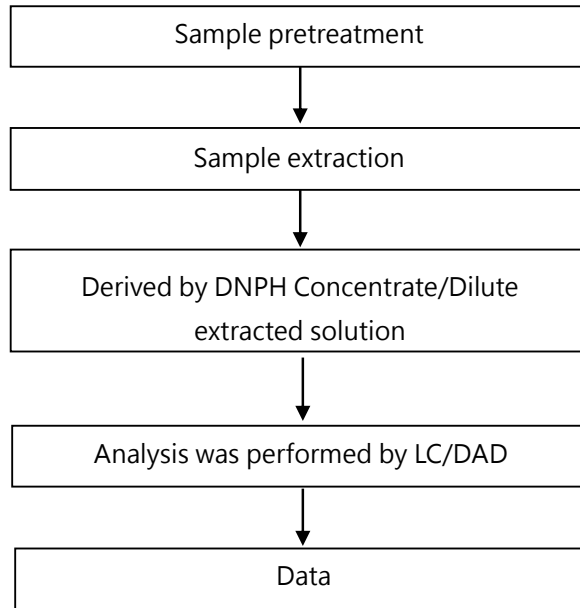 Sample pretreatment
Sample extraction
Derived by DNPH Concentrate/Dilute
extracted solution
Analysis was performed by LC/DAD
Data